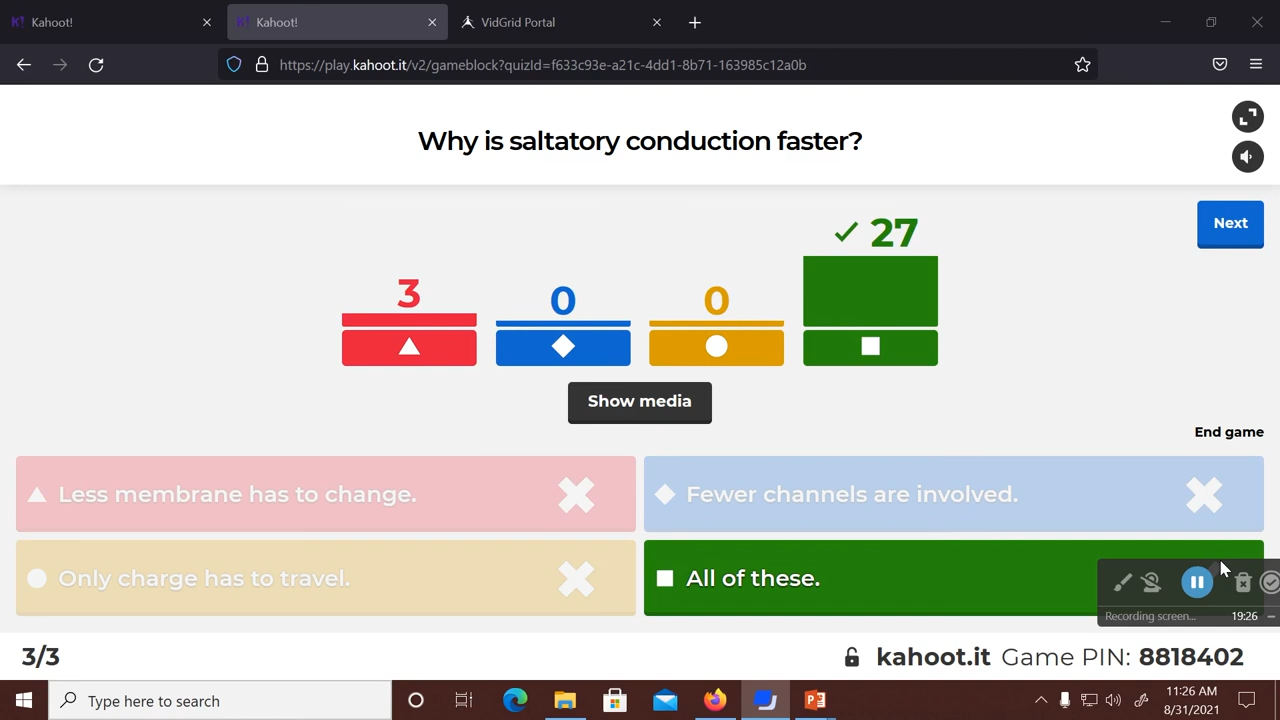 Kahoot!
Kahoot!
VidGrid Portal
https://play.kahoot.it/v2/gameblock?quizId=f633c93e-a21c-4dd1-8b71-163985c12a0b
Why is saltatory conduction faster?
Next
3
0
0
27
Show media
End game
Less membrane has to change.
Fewer channels are involved.
Only charge has to travel.
All of these.
Recording screen...
19:26
3/3
kahoot.it Game PIN: 8818402
Type here to search
11:26 AM
8/31/2021